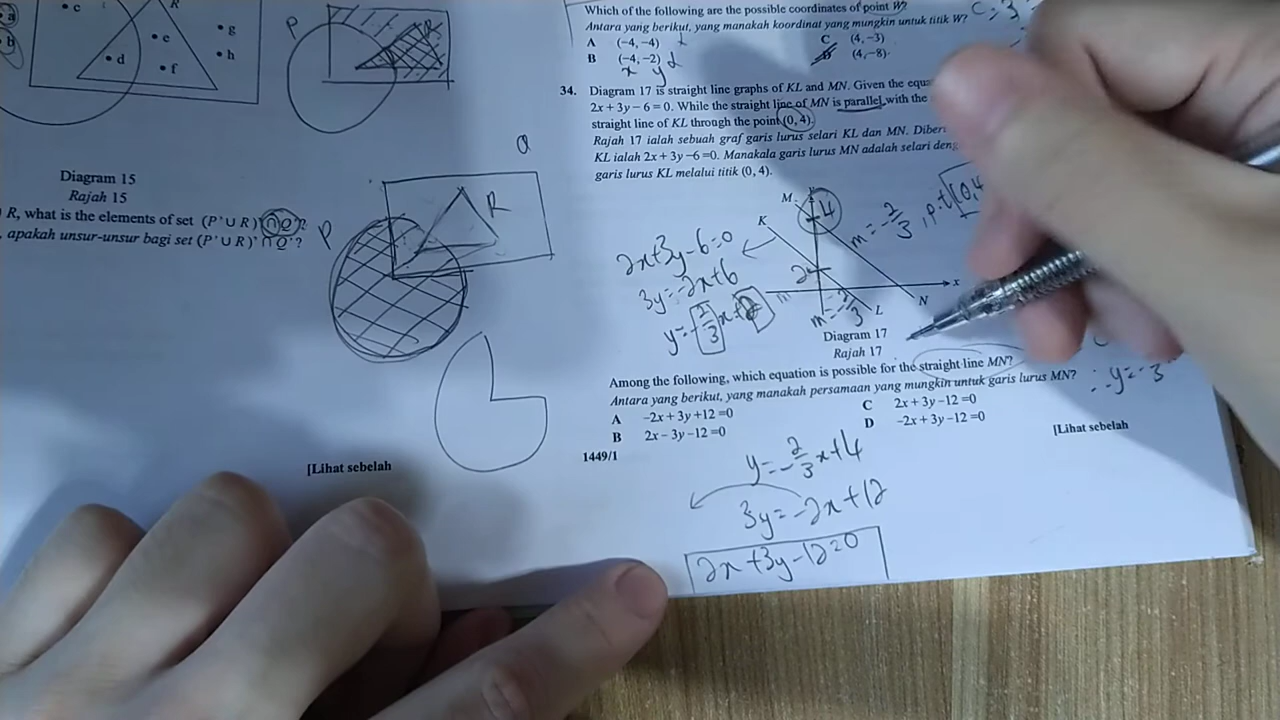 R
a
b
• c
• e
• d
• f
• g
• h
P
Diagram 15
Rajah 15
R, what is the elements of set (P' ∪ R)' ∩ Q'?
apakah unsur-unsur bagi set (P' ∪ R)' ∩ Q'?
[Lihat sebelah
Q
P
R
Which of the following are the possible coordinates of point W?
Antara berikut, yang manakah koordinat yang mungkin untuk titik W?
A (−4, −4)
B (−4, −2)
C (4, −3)
(4, −8)
x y
34. Diagram 17 is straight line graphs of KL and MN. Given the equa
2x + 3y − 6 = 0. While the straight line of MN is parallel with the
straight line of KL through the point (0, 4).
Rajah 17 ialah sebuah graf garis lurus selari KL dan MN. Diberi
KL ialah 2x + 3y −6 =0. Manakala garis lurus MN adalah selari deng
garis lurus KL melalui titik (0, 4).
M
K
4
2
x
N
L
m = -2/3
m = -2/3, p-t (0,4
2x+3y-6=0
3y=-2x+6
y=-2/3x+2
Diagram 17
Rajah 17
Among the following, which equation is possible for the straight line MN?
Antara yang berikut, yang manakah persamaan yang mungkin untuk garis lurus MN?
A −2x + 3y +12 =0
B 2x − 3y −12 =0
C 2x + 3y −12 =0
D −2x + 3y −12 =0
∴ y=-
1449/1
[Lihat sebelah
y=-2/3x+4
3y=-2x+12
2x+3y-12=0